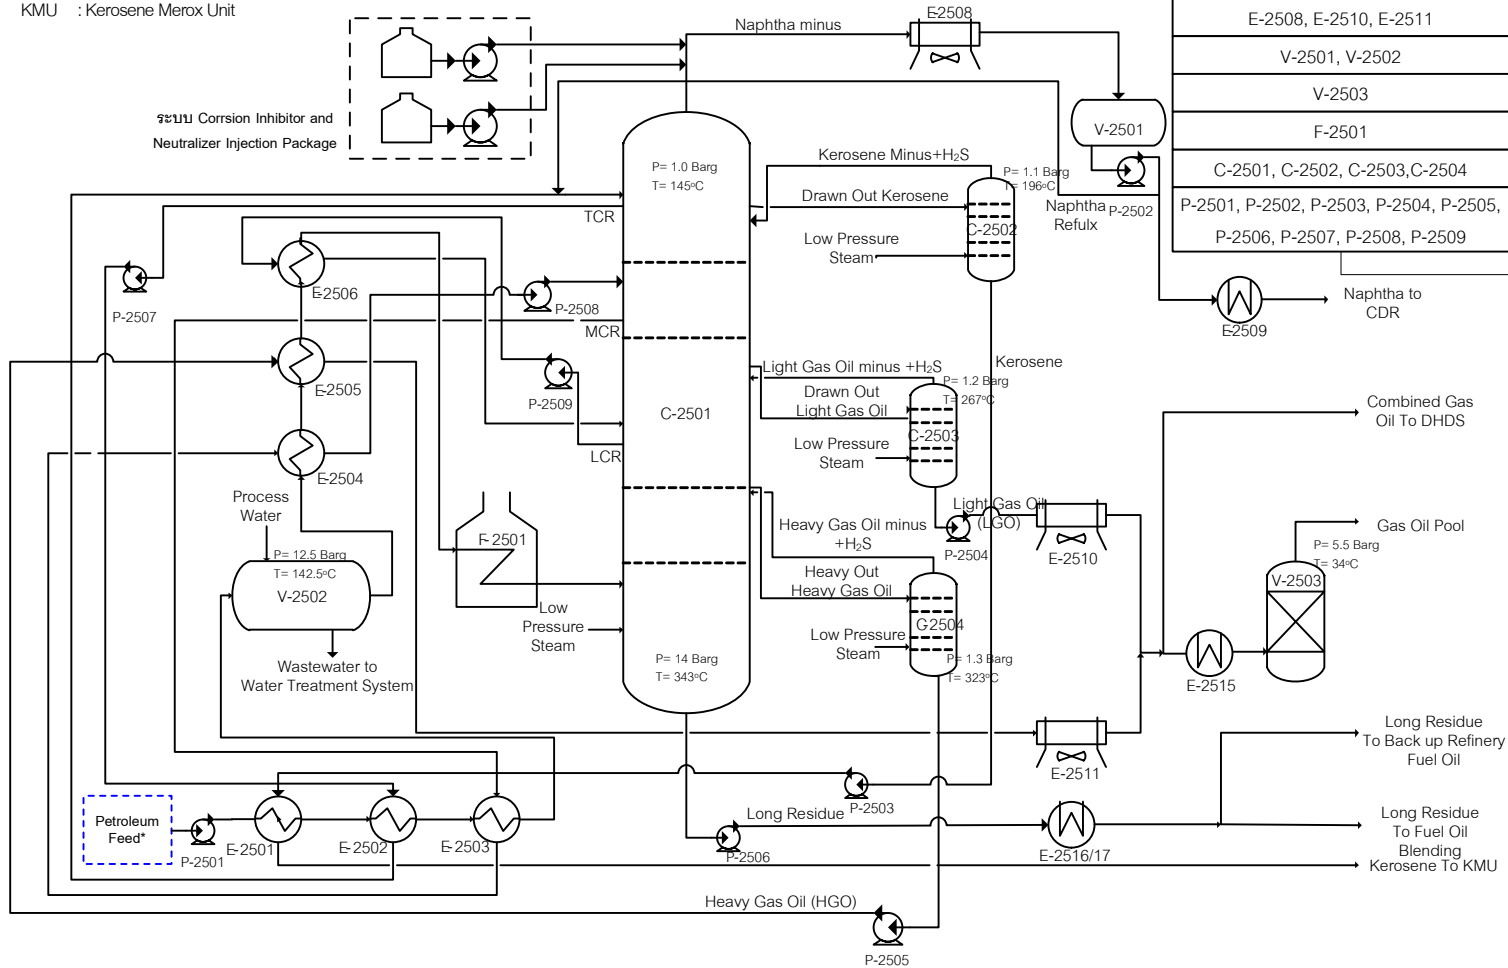 KMU : Kerosene Merox Unit
ระบบ Corrsion Inhibitor and
Neutralizer Injection Package
Naphtha minus
E-2508
V-2501
P-2502
Naphtha
Refulx
E-2508, E-2510, E-2511
V-2501, V-2502
V-2503
F-2501
C-2501, C-2502, C-2503,C-2504
P-2501, P-2502, P-2503, P-2504, P-2505,
P-2506, P-2507, P-2508, P-2509
P= 1.0 Barg
T= 145ºC
Kerosene Minus+H₂S
P= 1.1 Barg
T= 196ºC
Drawn Out Kerosene
C-2502
Low Pressure
Steam
TCR
E-2506
P-2507
P-2508
MCR
E-2509
Naphtha to
CDR
E-2505
P-2509
C-2501
LCR
E-2504
Light Gas Oil minus +H₂S
P= 1.2 Barg
T= 267ºC
Drawn Out
Light Gas Oil
C-2503
Low Pressure
Steam
Kerosene
Combined Gas
Oil To DHDS
Process
Water
P= 12.5 Barg
T= 142.5ºC
V-2502
F-2501
Heavy Gas Oil minus
+H₂S
P-2504
Light Gas Oil
(LGO)
E-2510
Gas Oil Pool
P= 5.5 Barg
T= 34ºC
V-2503
Heavy Out
Heavy Gas Oil
C-2504
Low Pressure
Steam
P= 1.3 Barg
T= 323ºC
Low
Pressure
Steam
P= 14 Barg
T= 343ºC
Wastewater to
Water Treatment System
E-2515
E-2511
Long Residue
To Back up Refinery
Fuel Oil
Petroleum
Feed*
P-2501
E-2501
E-2502
E-2503
P-2503
Long Residue
P-2506
E-2516/17
Long Residue
To Fuel Oil
Blending
Kerosene To KMU
Heavy Gas Oil (HGO)
P-2505